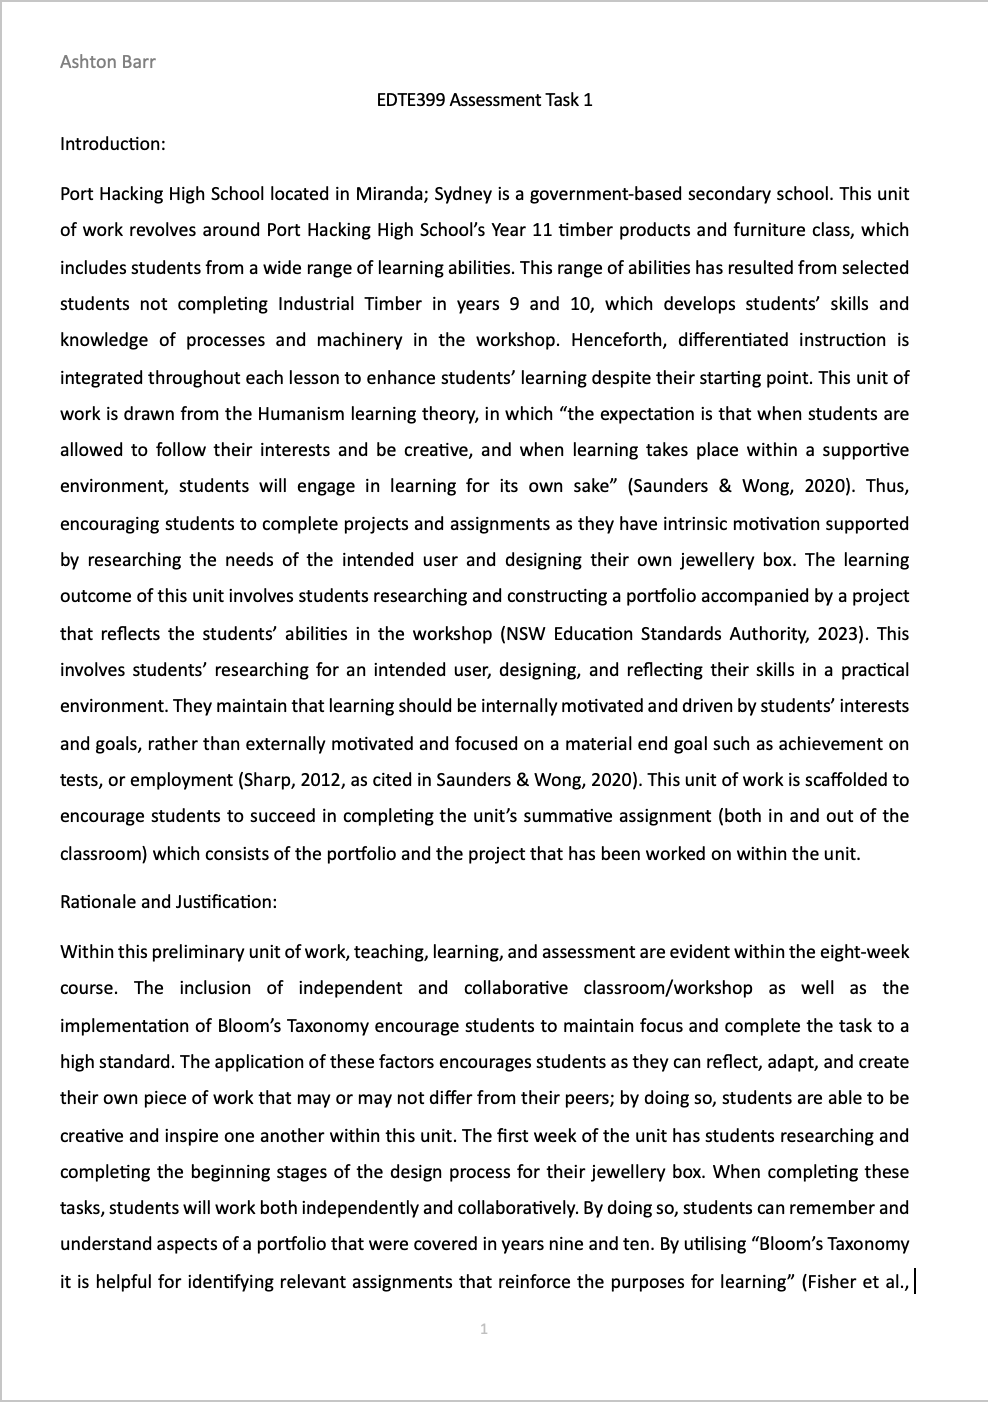 Ashton Barr
EDTE399 Assessment Task 1
Introduction:
Port Hacking High School located in Miranda; Sydney is a government-based secondary school. This unit
of work revolves around Port Hacking High School’s Year 11 timber products and furniture class, which
includes students from a wide range of learning abilities. This range of abilities has resulted from selected
students not completing Industrial Timber in years 9 and 10, which develops students’ skills and
knowledge of processes and machinery in the workshop. Henceforth, differentiated instruction is
integrated throughout each lesson to enhance students’ learning despite their starting point. This unit of
work is drawn from the Humanism learning theory, in which “the expectation is that when students are
allowed to follow their interests and be creative, and when learning takes place within a supportive
environment, students will engage in learning for its own sake” (Saunders & Wong, 2020). Thus,
encouraging students to complete projects and assignments as they have intrinsic motivation supported
by researching the needs of the intended user and designing their own jewellery box. The learning
outcome of this unit involves students researching and constructing a portfolio accompanied by a project
that reflects the students’ abilities in the workshop (NSW Education Standards Authority, 2023). This
involves students’ researching for an intended user, designing, and reflecting their skills in a practical
environment. They maintain that learning should be internally motivated and driven by students’ interests
and goals, rather than externally motivated and focused on a material end goal such as achievement on
tests, or employment (Sharp, 2012, as cited in Saunders & Wong, 2020). This unit of work is scaffolded to
encourage students to succeed in completing the unit’s summative assignment (both in and out of the
classroom) which consists of the portfolio and the project that has been worked on within the unit.
Rationale and Justification:
Within this preliminary unit of work, teaching, learning, and assessment are evident within the eight-week
course. The inclusion of independent and collaborative classroom/workshop as well as the
implementation of Bloom’s Taxonomy encourage students to maintain focus and complete the task to a
high standard. The application of these factors encourages students as they can reflect, adapt, and create
their own piece of work that may or may not differ from their peers; by doing so, students are able to be
creative and inspire one another within this unit. The first week of the unit has students researching and
completing the beginning stages of the design process for their jewellery box. When completing these
tasks, students will work both independently and collaboratively. By doing so, students can remember and
understand aspects of a portfolio that were covered in years nine and ten. By utilising “Bloom’s Taxonomy
it is helpful for identifying relevant assignments that reinforce the purposes for learning” (Fisher et al.,
1